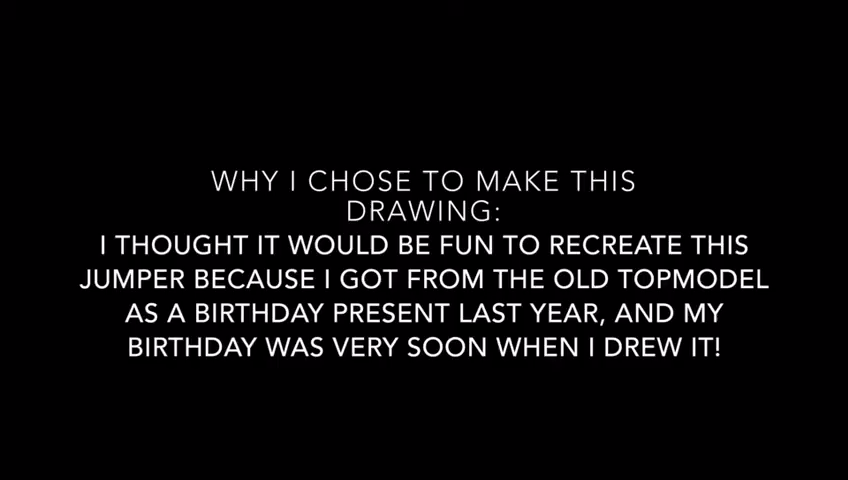 WHY I CHOSE TO MAKE THIS
DRAWING:
I THOUGHT IT WOULD BE FUN TO RECREATE THIS
JUMPER BECAUSE I GOT FROM THE OLD TOPMODEL
AS A BIRTHDAY PRESENT LAST YEAR, AND MY
BIRTHDAY WAS VERY SOON WHEN I DREW IT!